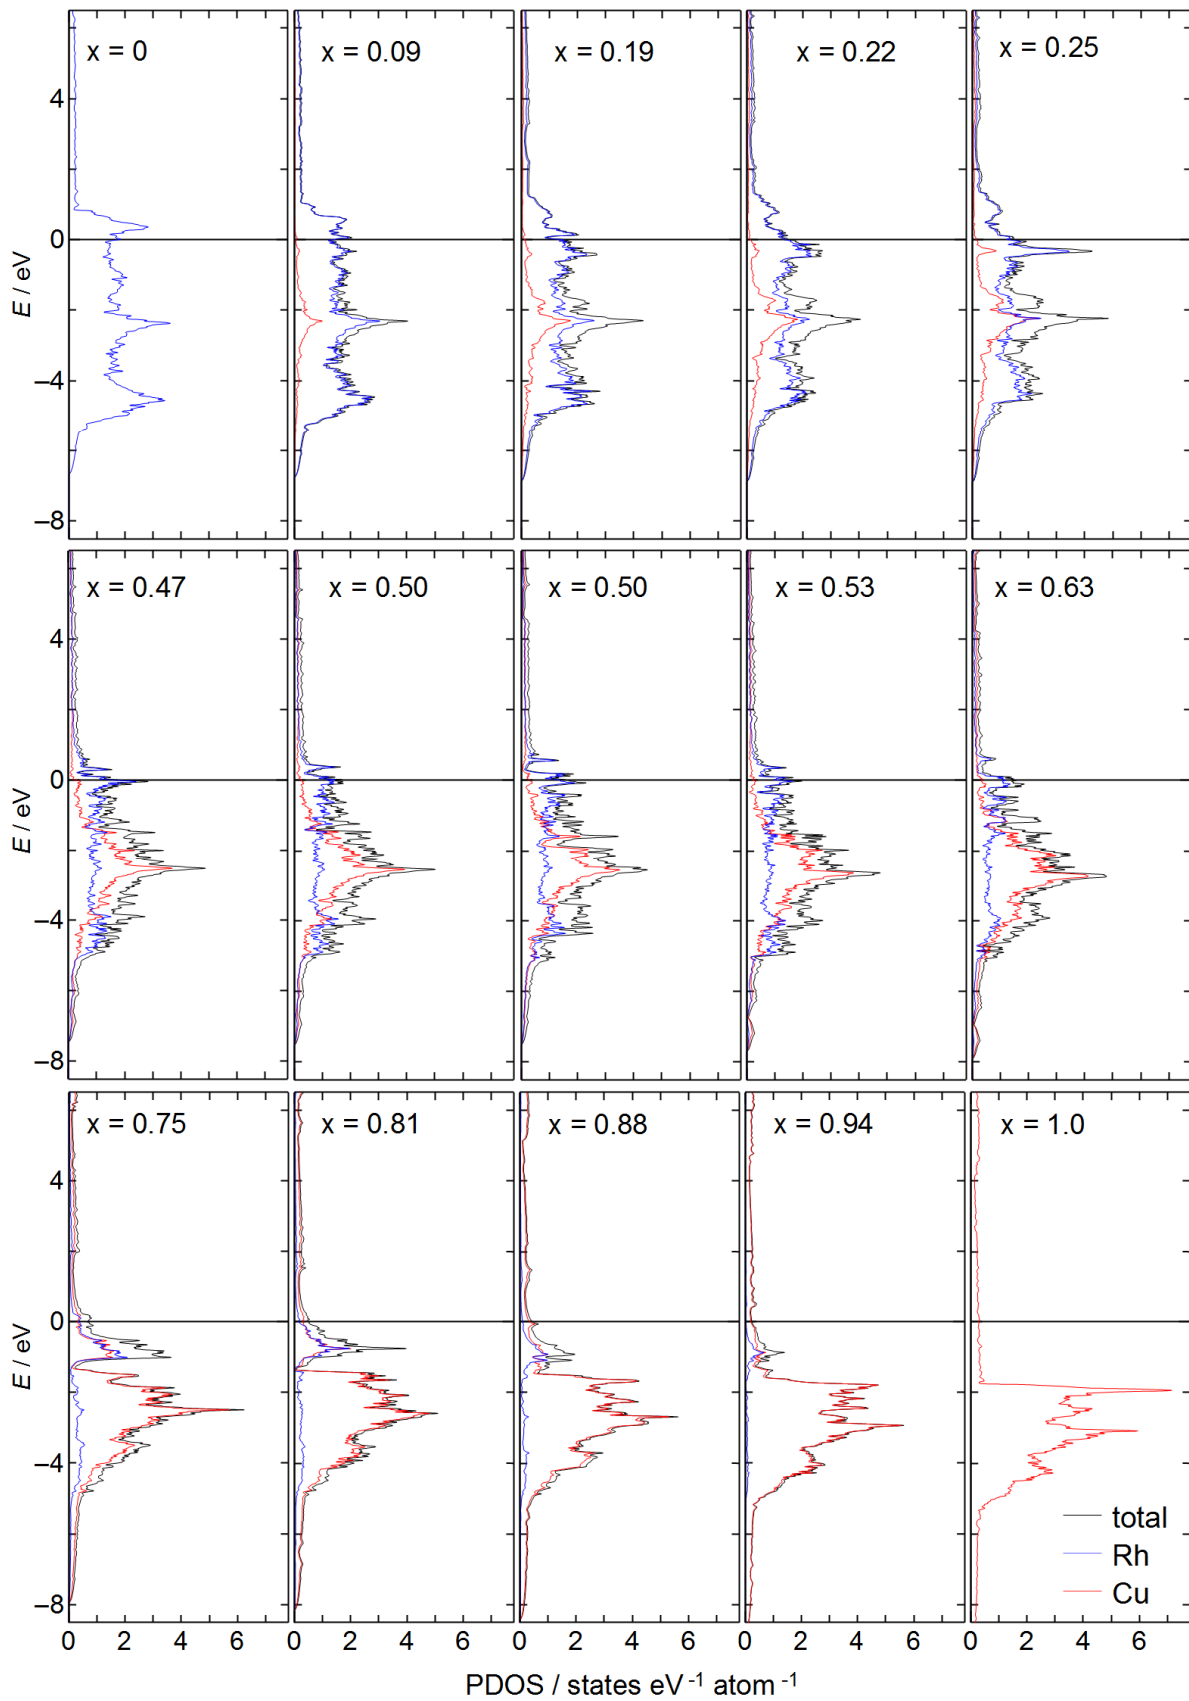 x = 0
x = 0.09
x = 0.19
x = 0.22
x = 0.25
4
0
−4
−8
E / eV
x = 0.47
x = 0.50
x = 0.50
x = 0.53
x = 0.63
4
0
−4
−8
E / eV
x = 0.75
x = 0.81
x = 0.88
x = 0.94
x = 1.0
4
0
−4
−8
E / eV
total
Rh
Cu
0 2 4 6 0 2 4 6 0 2 4 6 0 2 4 6 0 2 4 6
PDOS / states eV⁻¹ atom⁻¹